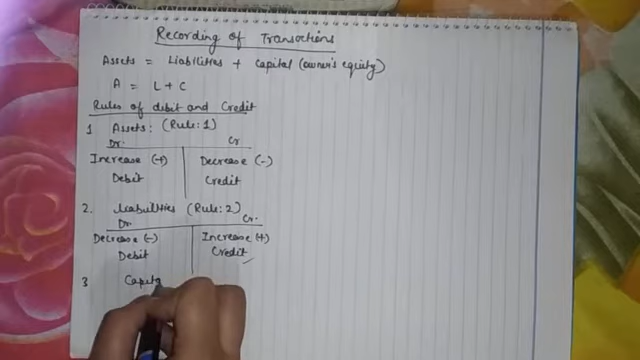 Recording of Transactions
Assets = Liabilities + Capital (owner's equity)
A = L + C
Rules of debit and Credit
1 Assets: (Rule: 1)
Dr. Cr
Increase (+) Decrease (-)
Debit Credit
2. Liabilities (Rule: 2)
Dr. Cr.
Decrease (-) Increase (+)
Debit Credit
3 Capita